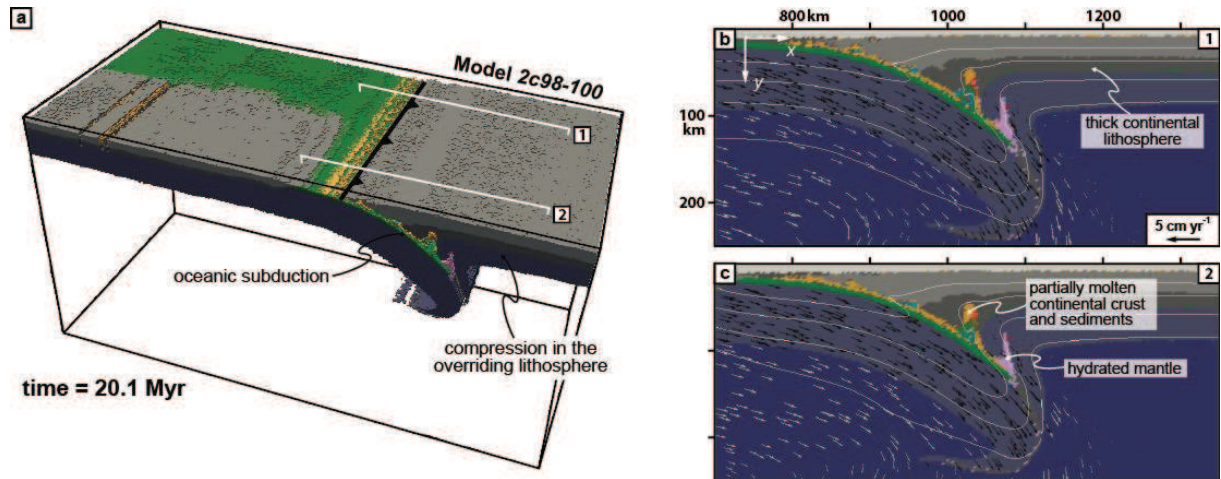 a
Model 2c98-100
1
2
oceanic subduction
compression in the
overriding lithosphere
time = 20.1 Myr
800 km
1000
1200
b
1
x
y
100
km
thick continental
lithosphere
200
5 cm yr-1
c
2
partially molten
continental crust
and sediments
hydrated mantle